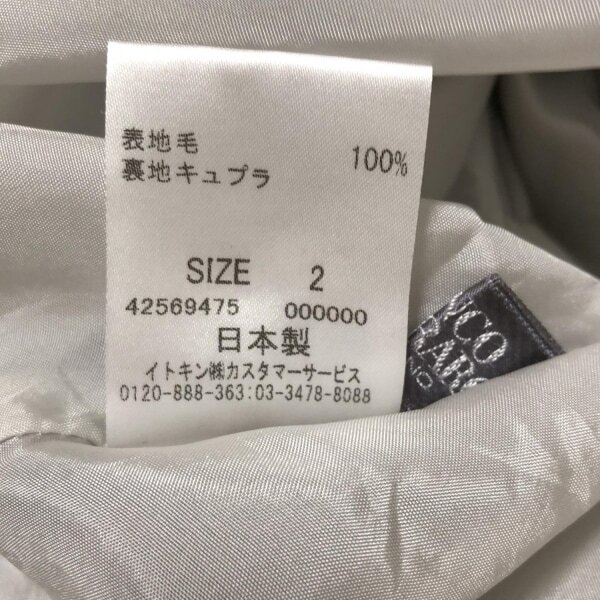 表地毛
裏地キュプラ 100%
SIZE 2
42569475 000000
日本製
イトキン㈱カスタマーサービス
0120-888-363:03-3478-8088